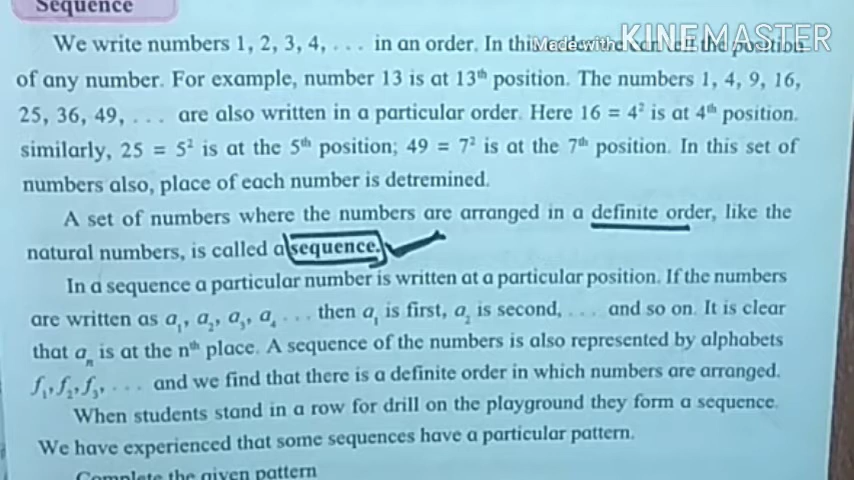 Sequence
We write numbers 1, 2, 3, 4, . . . in an order. In this the position
Made with KINEMASTER
of any number. For example, number 13 is at 13th position. The numbers 1, 4, 9, 16,
25, 36, 49, . . . are also written in a particular order. Here 16 = 4² is at 4th position.
similarly, 25 = 5² is at the 5th position; 49 = 7² is at the 7th position. In this set of
numbers also, place of each number is detremined.
A set of numbers where the numbers are arranged in a definite order, like the
natural numbers, is called a sequence.
In a sequence a particular number is written at a particular position. If the numbers
are written as a₁, a₂, a₃, a₄ . . . then a₁ is first, a₂ is second, . . . and so on. It is clear
that aₙ is at the nth place. A sequence of the numbers is also represented by alphabets
f₁, f₂, f₃, . . . and we find that there is a definite order in which numbers are arranged.
When students stand in a row for drill on the playground they form a sequence.
We have experienced that some sequences have a particular pattern.
Complete the given pattern